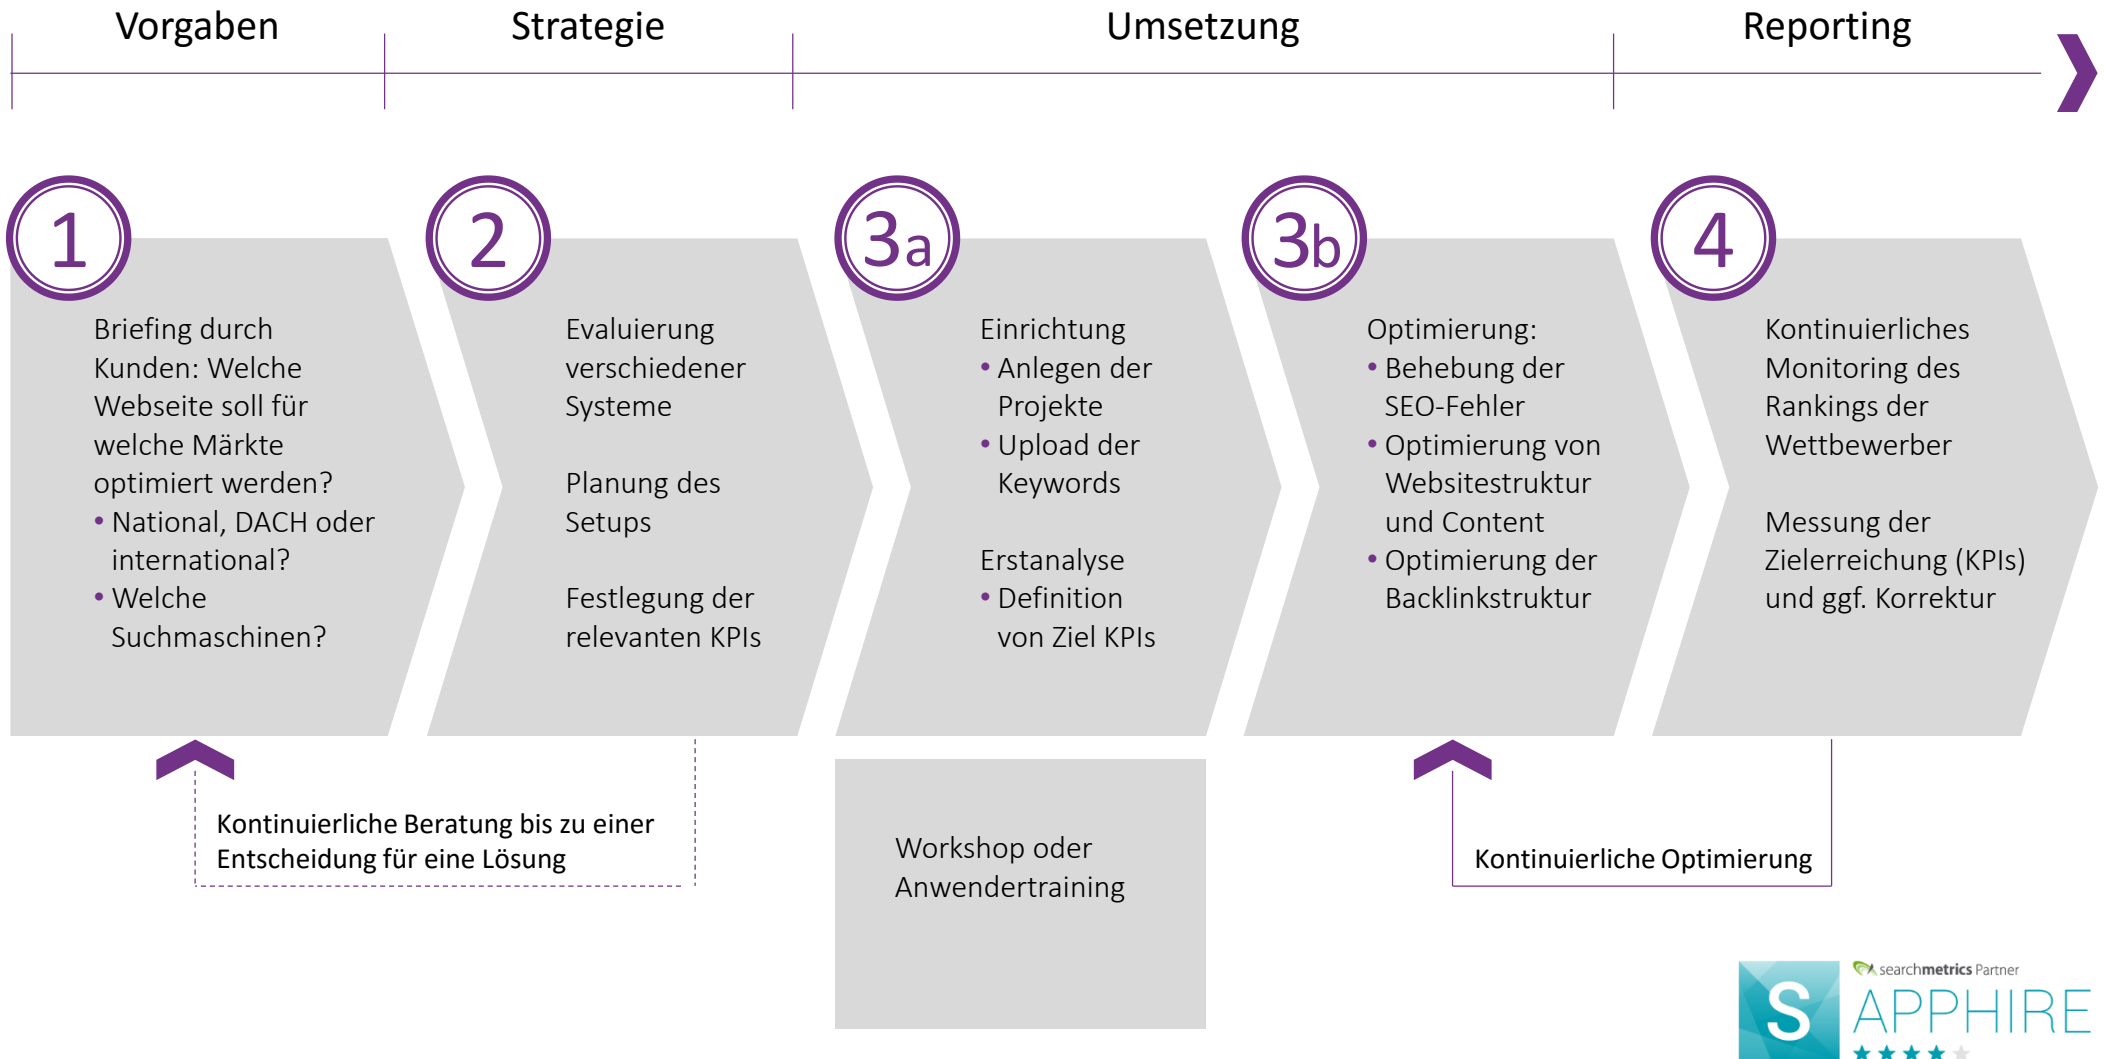 Vorgaben
Strategie
Umsetzung
Reporting
1
Briefing durch
Kunden: Welche
Webseite soll für
welche Märkte
optimiert werden?
• National, DACH oder
international?
• Welche
Suchmaschinen?
2
Evaluierung
verschiedener
Systeme
Planung des
Setups
Festlegung der
relevanten KPIs
3a
Einrichtung
• Anlegen der
Projekte
• Upload der
Keywords
Erstanalyse
• Definition
von Ziel KPIs
3b
Optimierung:
• Behebung der
SEO-Fehler
• Optimierung von
Websitestruktur
und Content
• Optimierung der
Backlinkstruktur
4
Kontinuierliches
Monitoring des
Rankings der
Wettbewerber
Messung der
Zielerreichung (KPIs)
und ggf. Korrektur
Kontinuierliche Beratung bis zu einer
Entscheidung für eine Lösung
Workshop oder
Anwendertraining
Kontinuierliche Optimierung
searchmetrics Partner
SAPPHIRE